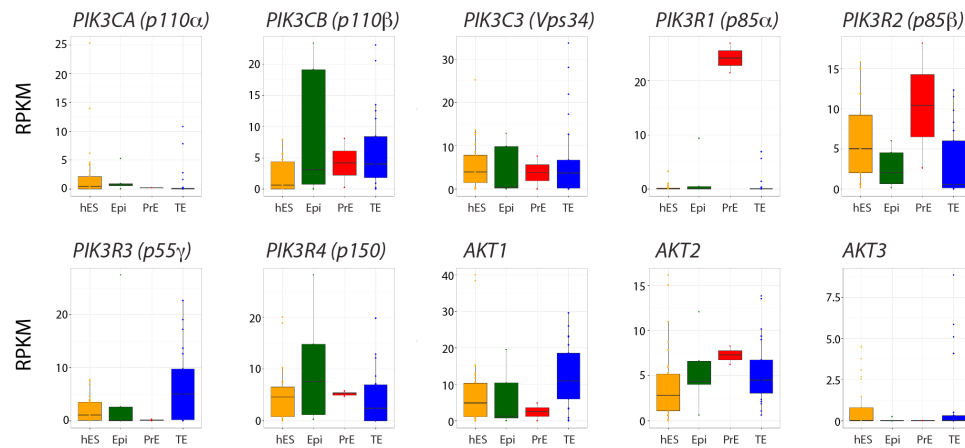 PIK3CA (p110α) PIK3CB (p110β) PIK3C3 (Vps34) PIK3R1 (p85α) PIK3R2 (p85β)
RPKM
25
20
15
10
5
0
hES Epi PrE TE
20
15
10
5
0
hES Epi PrE TE
30
20
10
0
hES Epi PrE TE
20
10
0
hES Epi PrE TE
15
10
5
0
hES Epi PrE TE
PIK3R3 (p55γ) PIK3R4 (p150) AKT1 AKT2 AKT3
RPKM
20
10
0
hES Epi PrE TE
20
10
0
hES Epi PrE TE
40
30
20
10
0
hES Epi PrE TE
15
10
5
0
hES Epi PrE TE
7.5
5.0
2.5
0
hES Epi PrE TE